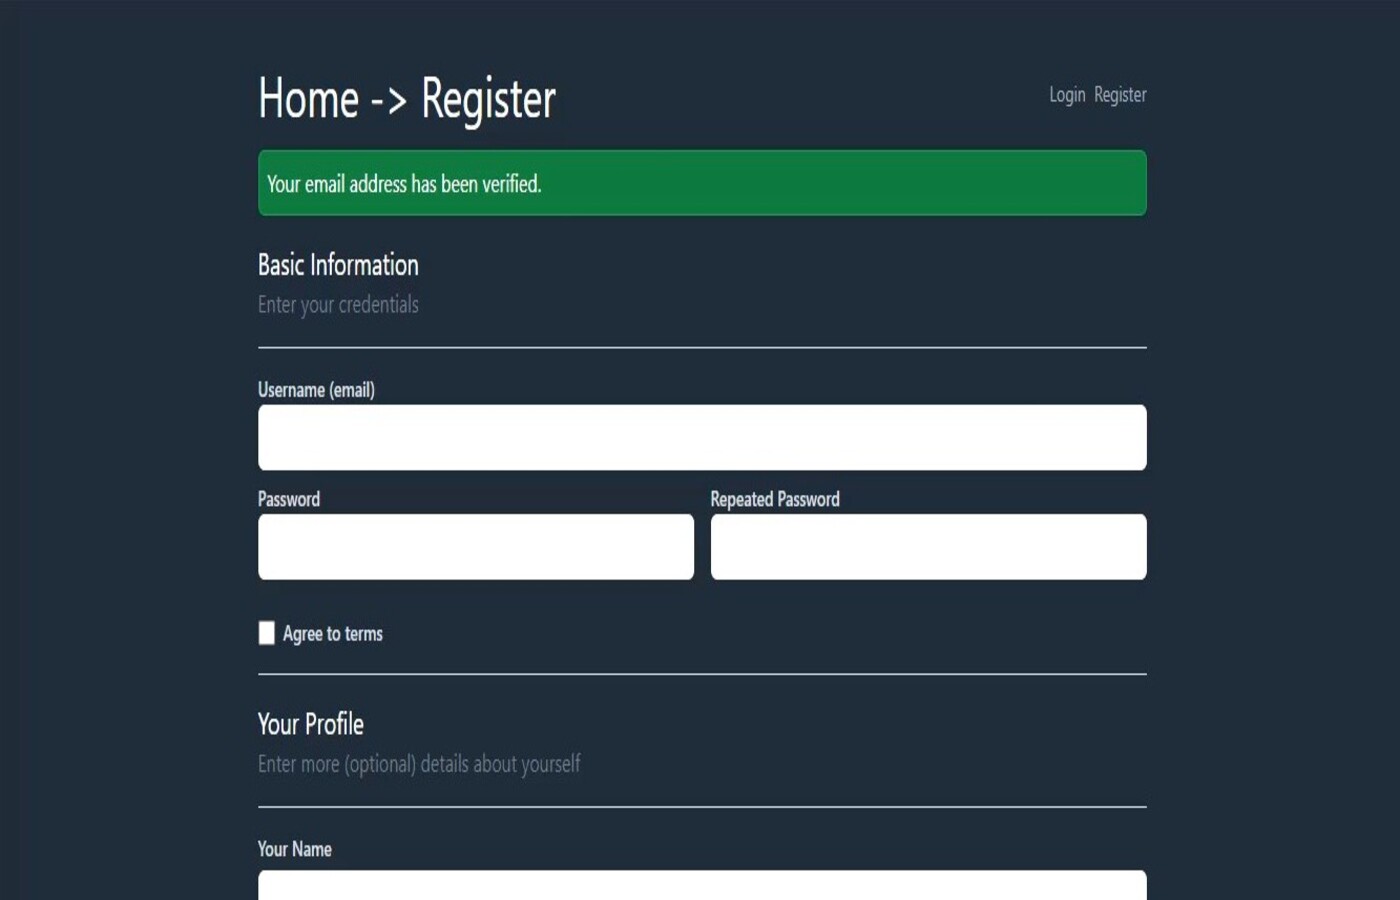 Home -> Register
Login Register
Your email address has been verified.
Basic Information
Enter your credentials
Username (email)
Password
Repeated Password
Agree to terms
Your Profile
Enter more (optional) details about yourself
Your Name